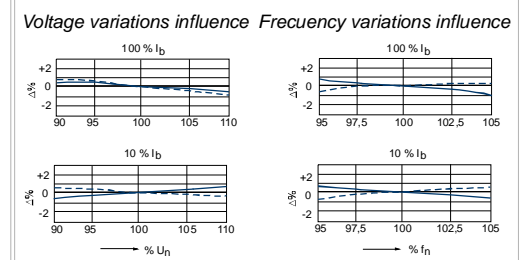 Voltage variations influence Frecuency variations influence
100 % Ib 100 % Ib
+2 +2
Δ% 0 Δ% 0
-2 -2
90 95 100 105 110 95 97,5 100 102,5 105
10 % Ib 10 % Ib
+2 +2
Δ% 0 Δ% 0
-2 -2
90 95 100 105 110 95 97,5 100 102,5 105
% Un % fn